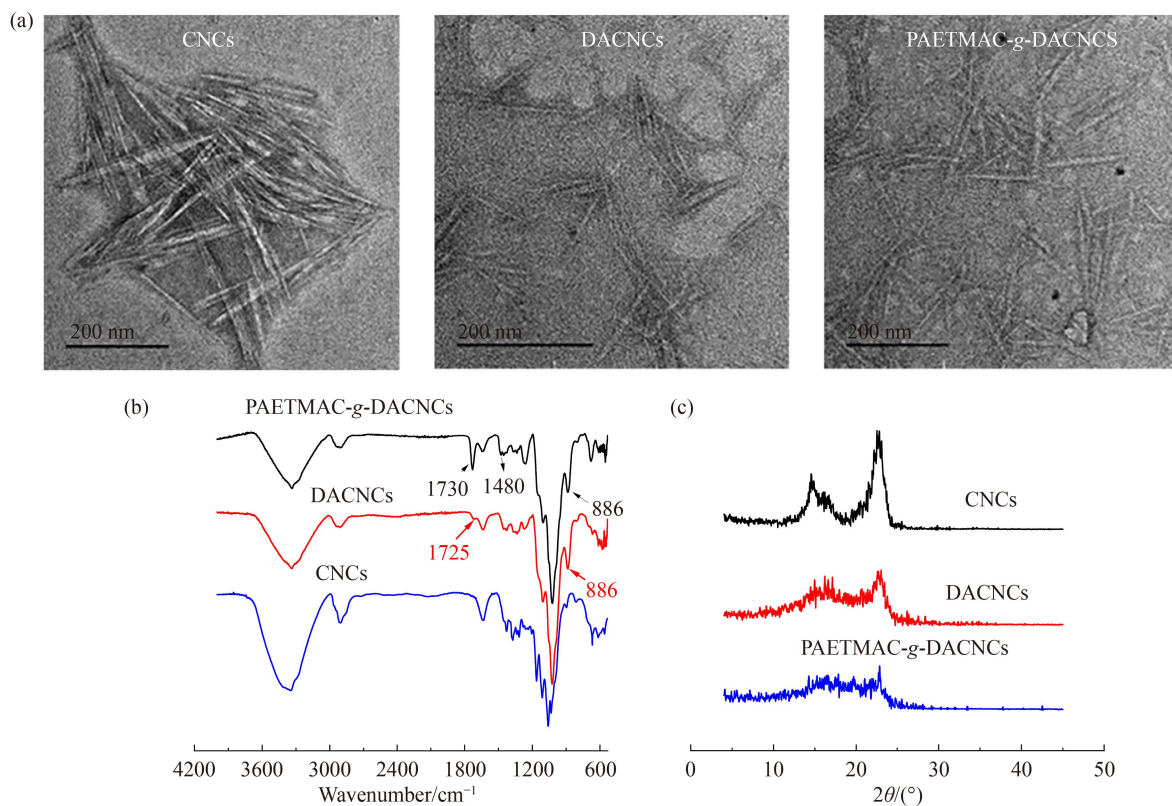 (a)
CNCs
DACNCs
PAETMAC-g-DACNCS
200 nm
200 nm
200 nm
(b)
PAETMAC-g-DACNCs
1730
1480
886
DACNCs
1725
886
CNCs
4200 3600 3000 2400 1800 1200 600
Wavenumber/cm⁻¹
(c)
CNCs
DACNCs
PAETMAC-g-DACNCs
0 10 20 30 40 50
2θ/(°)